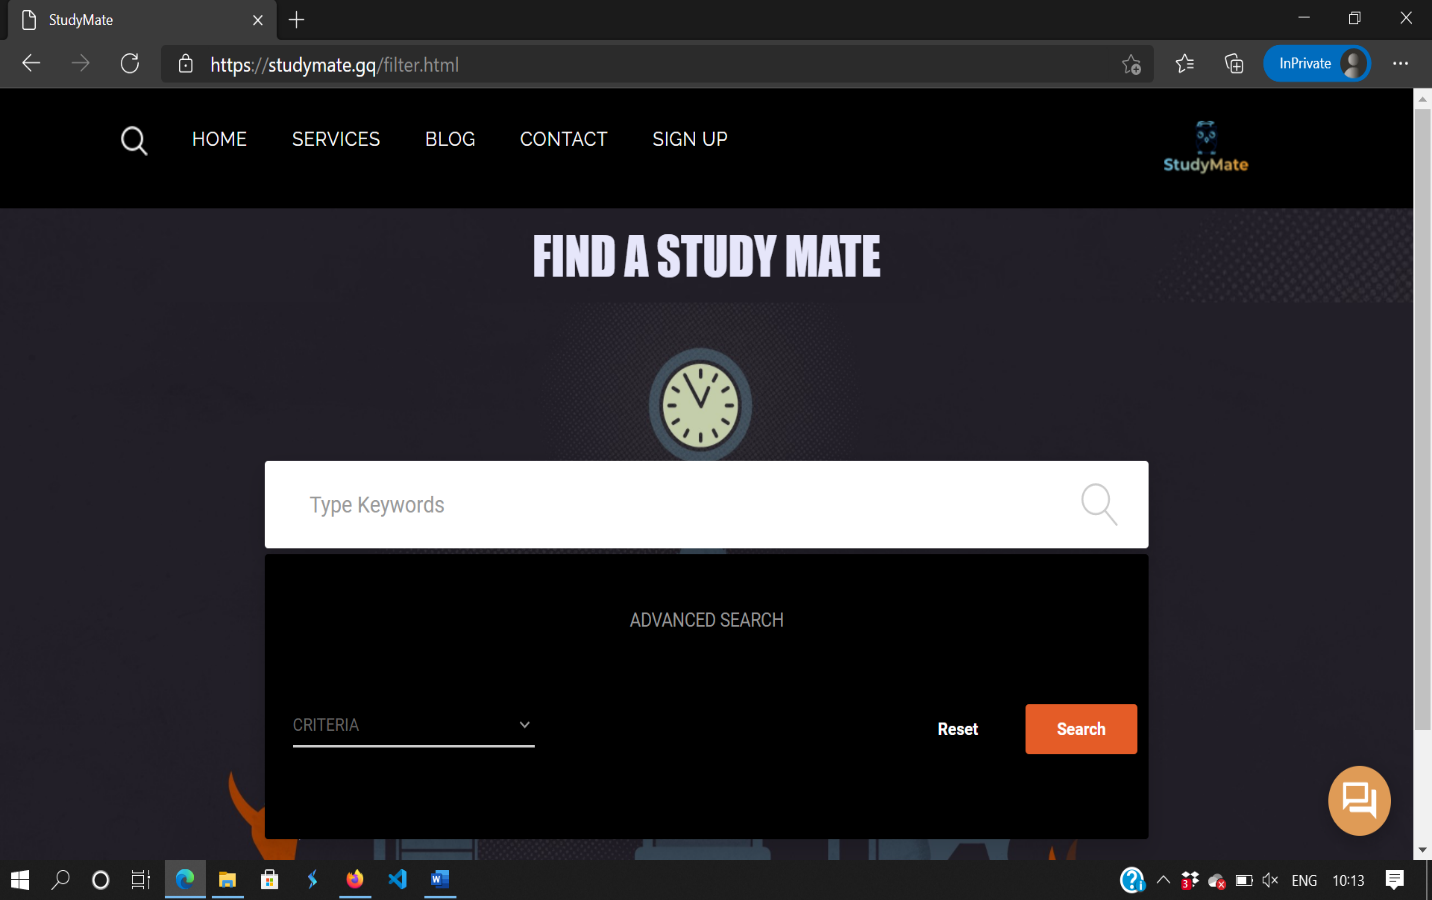 StudyMate
https://studymate.gq/filter.html
InPrivate
HOME SERVICES BLOG CONTACT SIGN UP
StudyMate
FIND A STUDY MATE
Type Keywords
ADVANCED SEARCH
CRITERIA
Reset Search
3 ENG 10:13